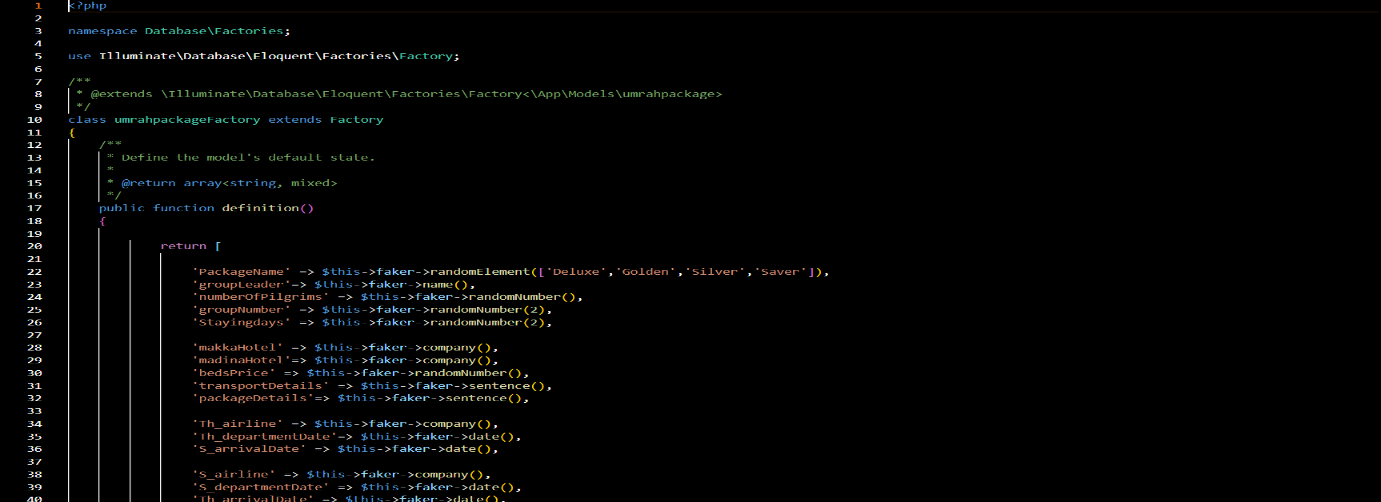 1 <?php
2
3 namespace Database\Factories;
4
5 use Illuminate\Database\Eloquent\Factories\Factory;
6
7 /**
8 * @extends \Illuminate\Database\Eloquent\Factories\Factory<\App\Models\umrahpackage>
9 */
10 class umrahpackageFactory extends Factory
11 {
12 /**
13 * Define the model's default state.
14 *
15 * @return array<string, mixed>
16 */
17 public function definition()
18 {
19
20 return [
21
22 'PackageName' => $this->faker->randomElement(['Deluxe','Golden','Silver','Saver']),
23 'groupLeader'=> $this->faker->name(),
24 'numberOfPilgrims' => $this->faker->randomNumber(),
25 'groupNumber' => $this->faker->randomNumber(2),
26 'Stayingdays' => $this->faker->randomNumber(2),
27
28 'makkaHotel' => $this->faker->company(),
29 'madinaHotel'=> $this->faker->company(),
30 'bedsPrice' => $this->faker->randomNumber(),
31 'transportDetails' => $this->faker->sentence(),
32 'packageDetails'=> $this->faker->sentence(),
33
34 'Th_airline' => $this->faker->company(),
35 'Th_departmentDate'=> $this->faker->date(),
36 'S_arrivalDate' => $this->faker->date(),
37
38 'S_airline' => $this->faker->company(),
39 'S_departmentDate' => $this->faker->date(),
40 'Th_arrivalDate' => $this->faker->date(),